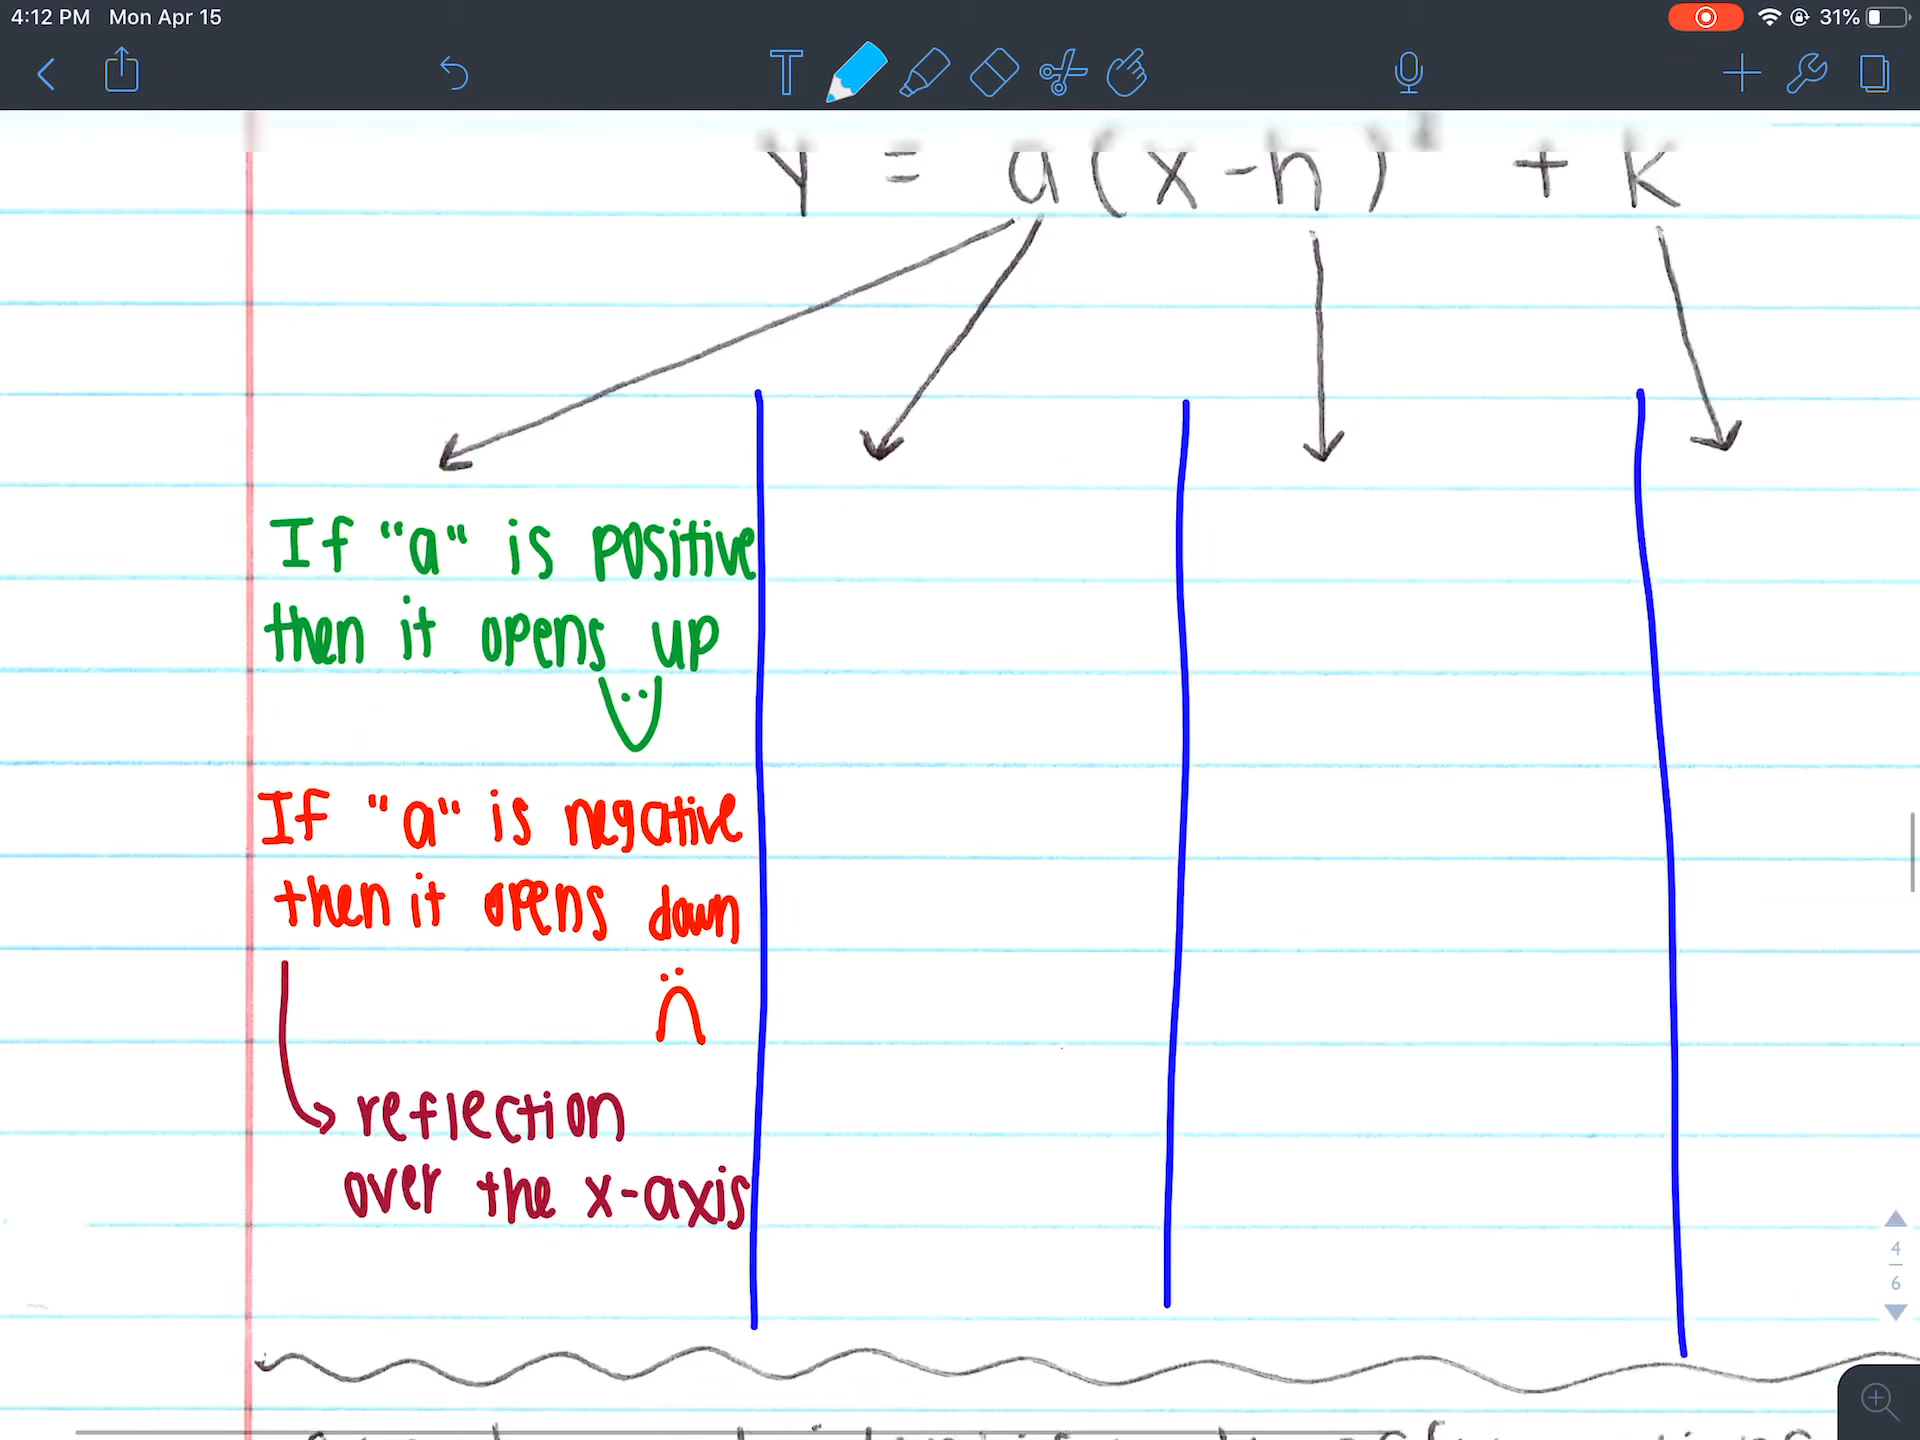 4:12 PM Mon Apr 15
31%
T
y = a(x-h)² + k
If "a" is positive
then it opens up
If "a" is negative
then it opens down
reflection
over the x-axis
4
6